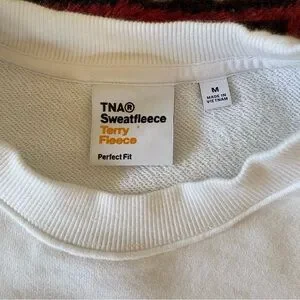 TNA®
Sweatfleece
Terry
Fleece
Perfect Fit
M
MADE IN
VIETNAM